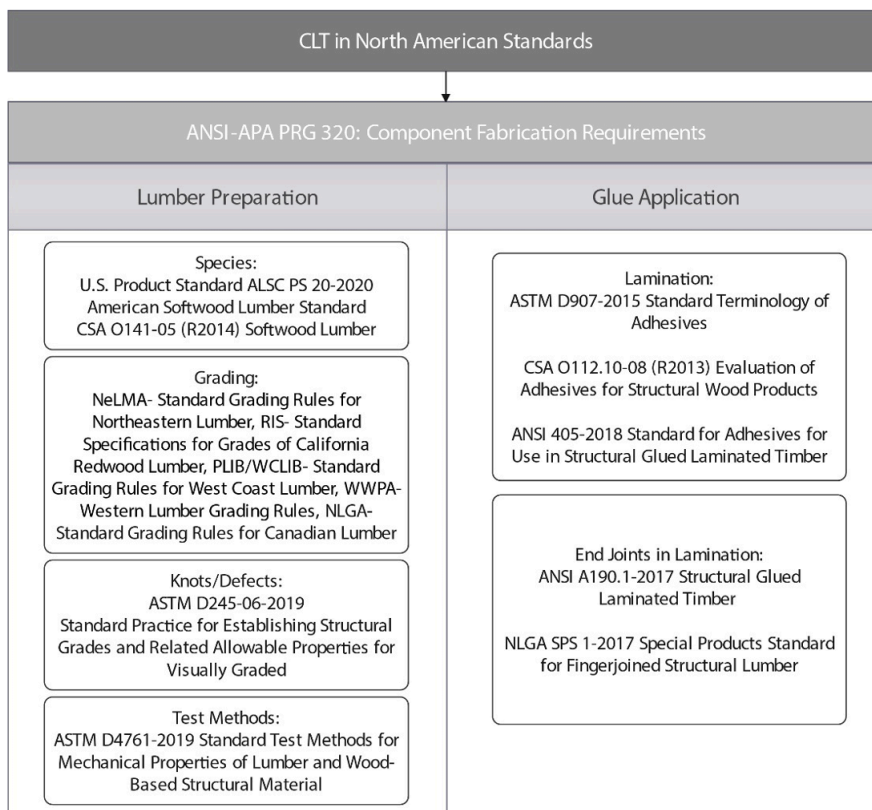 CLT in North American Standards
ANSI-APA PRG 320: Component Fabrication Requirements
Lumber Preparation
Species:
U.S. Product Standard ALSC PS 20-2020
American Softwood Lumber Standard
CSA O141-05 (R2014) Softwood Lumber
Grading:
NeLMA- Standard Grading Rules for
Northeastern Lumber, RIS- Standard
Specifications for Grades of California
Redwood Lumber, PLIB/WCLIB- Standard
Grading Rules for West Coast Lumber, WWPA-
Western Lumber Grading Rules, NLGA-
Standard Grading Rules for Canadian Lumber
Knots/Defects:
ASTM D245-06-2019
Standard Practice for Establishing Structural
Grades and Related Allowable Properties for
Visually Graded
Test Methods:
ASTM D4761-2019 Standard Test Methods for
Mechanical Properties of Lumber and Wood-
Based Structural Material
Glue Application
Lamination:
ASTM D907-2015 Standard Terminology of
Adhesives
CSA O112.10-08 (R2013) Evaluation of
Adhesives for Structural Wood Products
ANSI 405-2018 Standard for Adhesives for
Use in Structural Glued Laminated Timber
End Joints in Lamination:
ANSI A190.1-2017 Structural Glued
Laminated Timber
NLGA SPS 1-2017 Special Products Standard
for Fingerjoined Structural Lumber